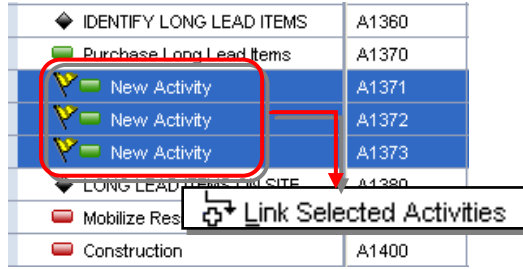 IDENTIFY LONG LEAD ITEMS A1360
Purchase Long Lead Items A1370
New Activity A1371
New Activity A1372
New Activity A1373
LONG LEAD ITEMS ON SITE A1380
Link Selected Activities
Mobilize Res
Construction A1400